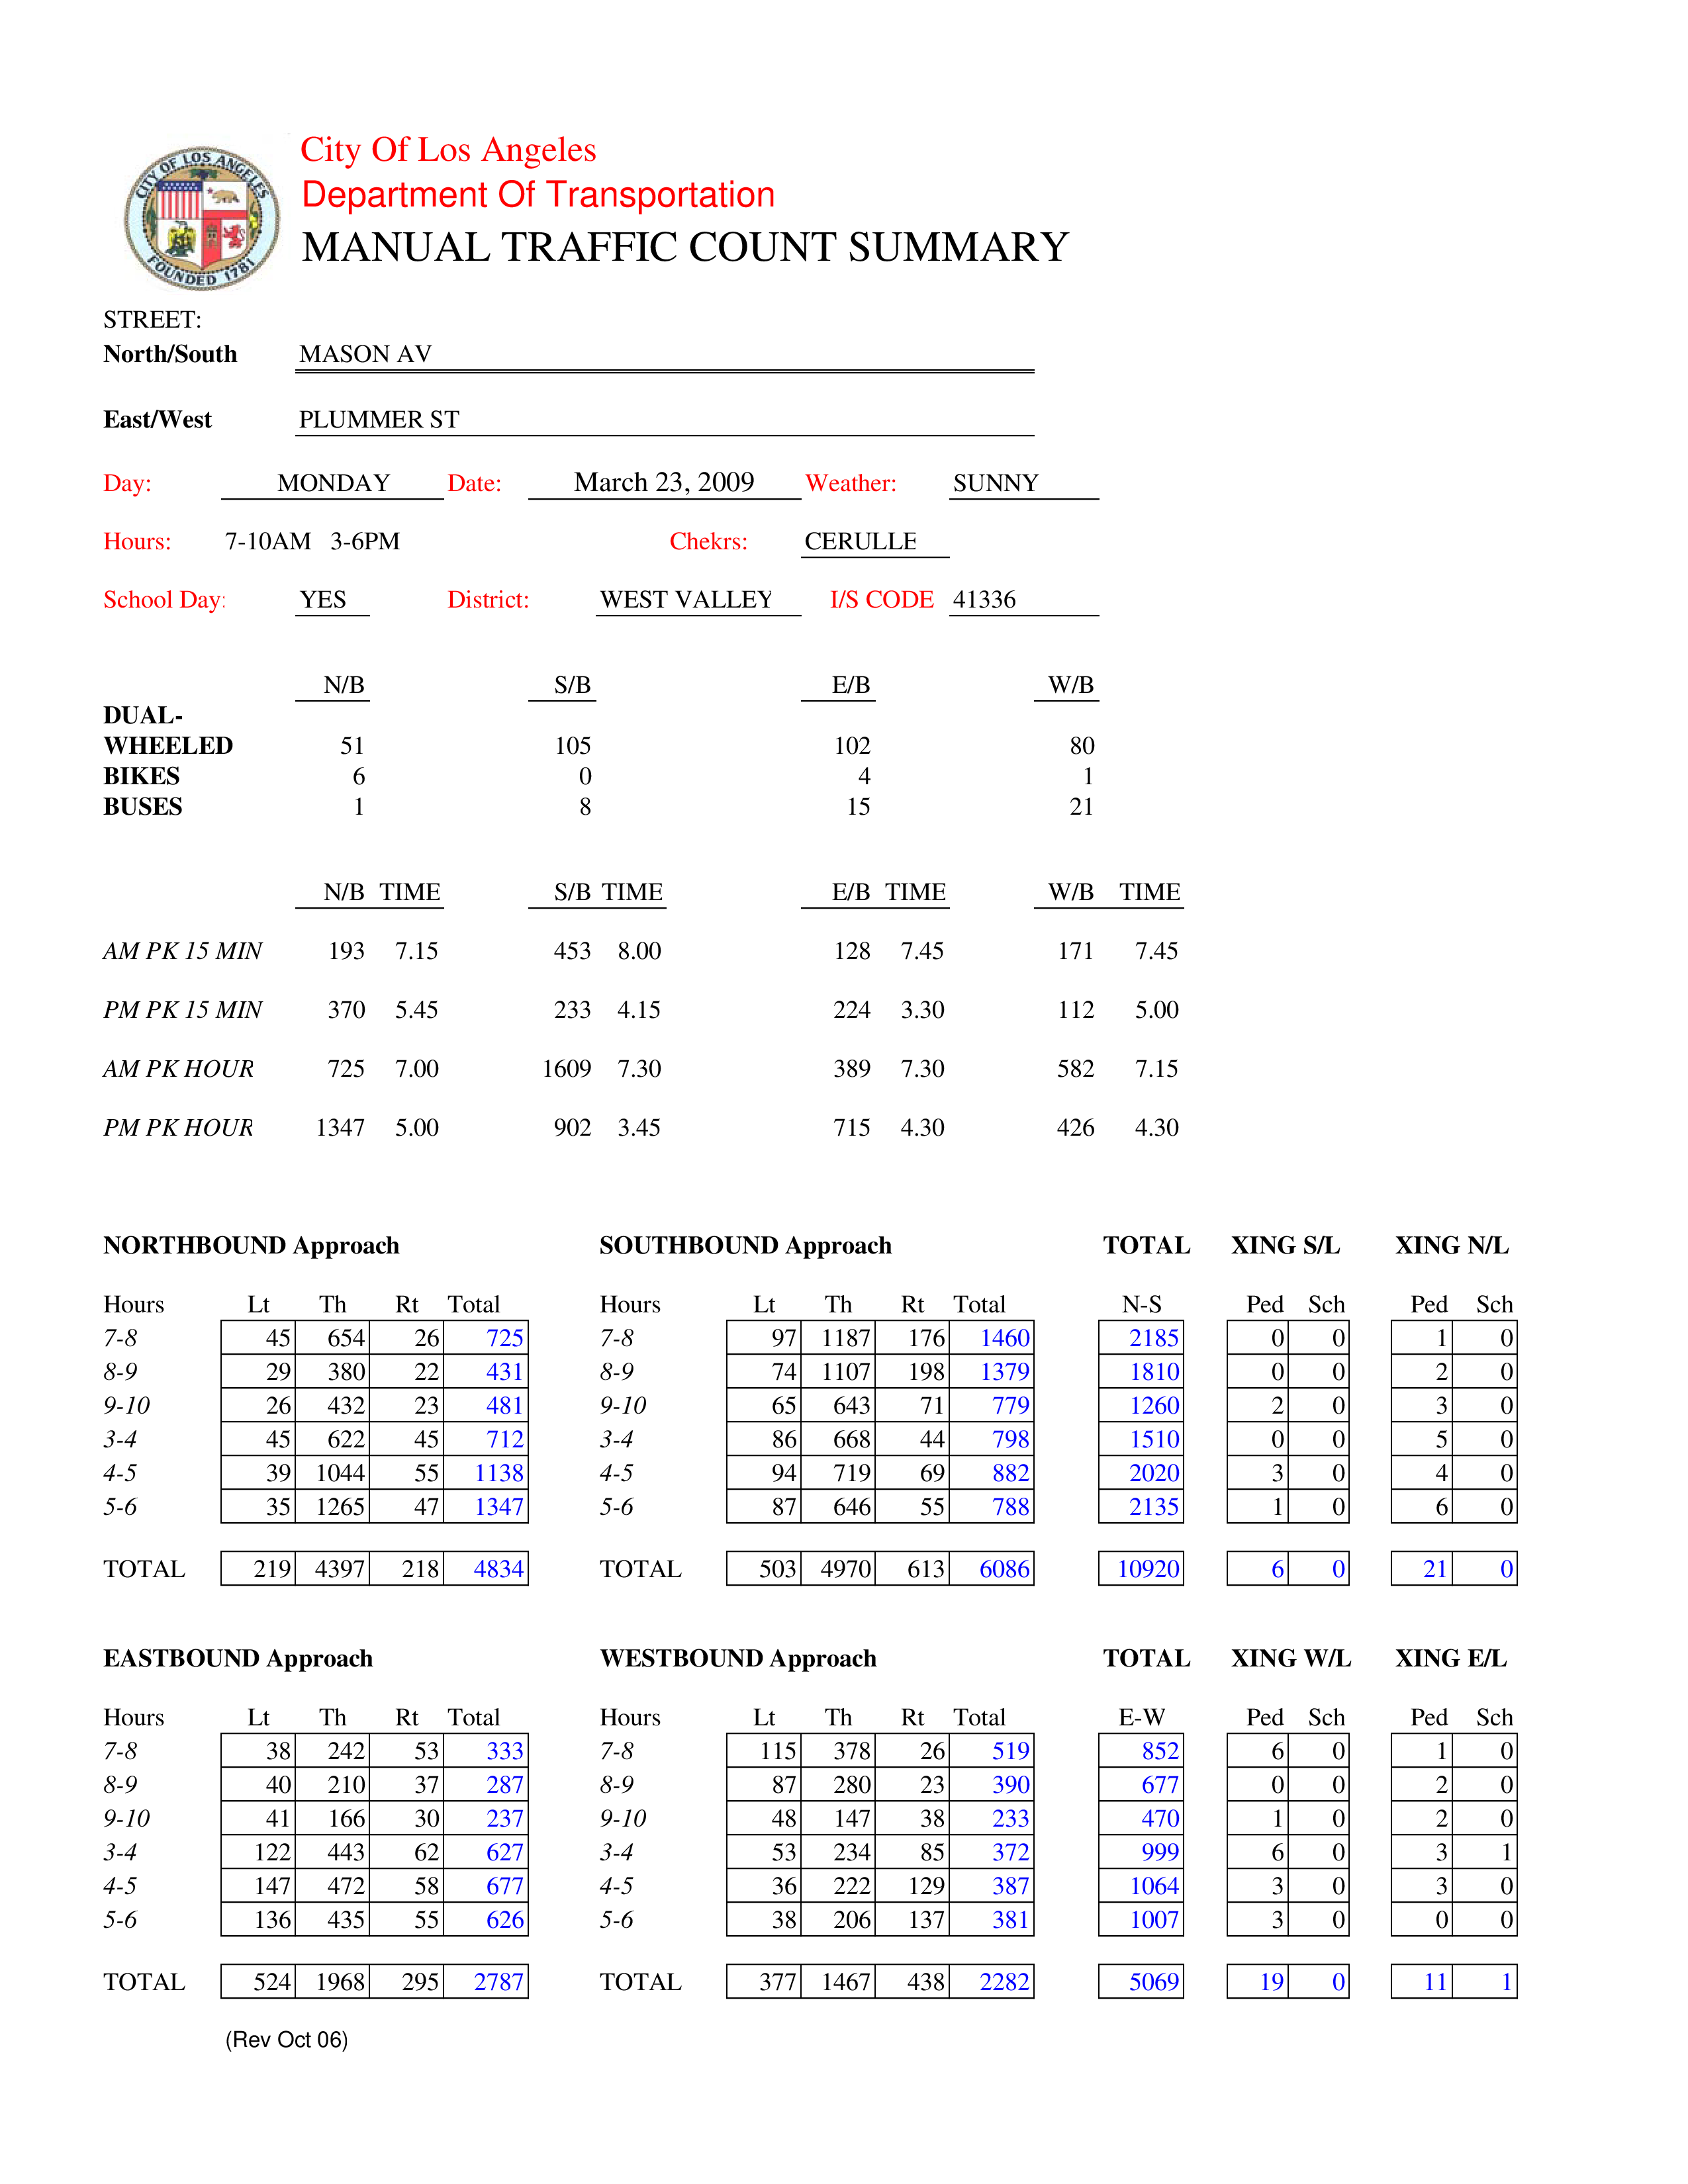 CITY OF LOS ANGELES
FOUNDED 1781
City Of Los Angeles
Department Of Transportation
MANUAL TRAFFIC COUNT SUMMARY
STREET:
North/South MASON AV
East/West PLUMMER ST
Day: MONDAY Date: March 23, 2009 Weather: SUNNY
Hours: 7-10AM 3-6PM Chekrs: CERULLE
School Day: YES District: WEST VALLEY I/S CODE 41336
N/B S/B E/B W/B
DUAL-
WHEELED 51 105 102 80
BIKES 6 0 4 1
BUSES 1 8 15 21
N/B TIME S/B TIME E/B TIME W/B TIME
AM PK 15 MIN 193 7.15 453 8.00 128 7.45 171 7.45
PM PK 15 MIN 370 5.45 233 4.15 224 3.30 112 5.00
AM PK HOUR 725 7.00 1609 7.30 389 7.30 582 7.15
PM PK HOUR 1347 5.00 902 3.45 715 4.30 426 4.30
NORTHBOUND Approach SOUTHBOUND Approach TOTAL XING S/L XING N/L
Hours Lt Th Rt Total Hours Lt Th Rt Total N-S Ped Sch Ped Sch
7-8 45 654 26 725 7-8 97 1187 176 1460 2185 0 0 1 0
8-9 29 380 22 431 8-9 74 1107 198 1379 1810 0 0 2 0
9-10 26 432 23 481 9-10 65 643 71 779 1260 2 0 3 0
3-4 45 622 45 712 3-4 86 668 44 798 1510 0 0 5 0
4-5 39 1044 55 1138 4-5 94 719 69 882 2020 3 0 4 0
5-6 35 1265 47 1347 5-6 87 646 55 788 2135 1 0 6 0
TOTAL 219 4397 218 4834 TOTAL 503 4970 613 6086 10920 6 0 21 0
EASTBOUND Approach WESTBOUND Approach TOTAL XING W/L XING E/L
Hours Lt Th Rt Total Hours Lt Th Rt Total E-W Ped Sch Ped Sch
7-8 38 242 53 333 7-8 115 378 26 519 852 6 0 1 0
8-9 40 210 37 287 8-9 87 280 23 390 677 0 0 2 0
9-10 41 166 30 237 9-10 48 147 38 233 470 1 0 2 0
3-4 122 443 62 627 3-4 53 234 85 372 999 6 0 3 1
4-5 147 472 58 677 4-5 36 222 129 387 1064 3 0 3 0
5-6 136 435 55 626 5-6 38 206 137 381 1007 3 0 0 0
TOTAL 524 1968 295 2787 TOTAL 377 1467 438 2282 5069 19 0 11 1
(Rev Oct 06)